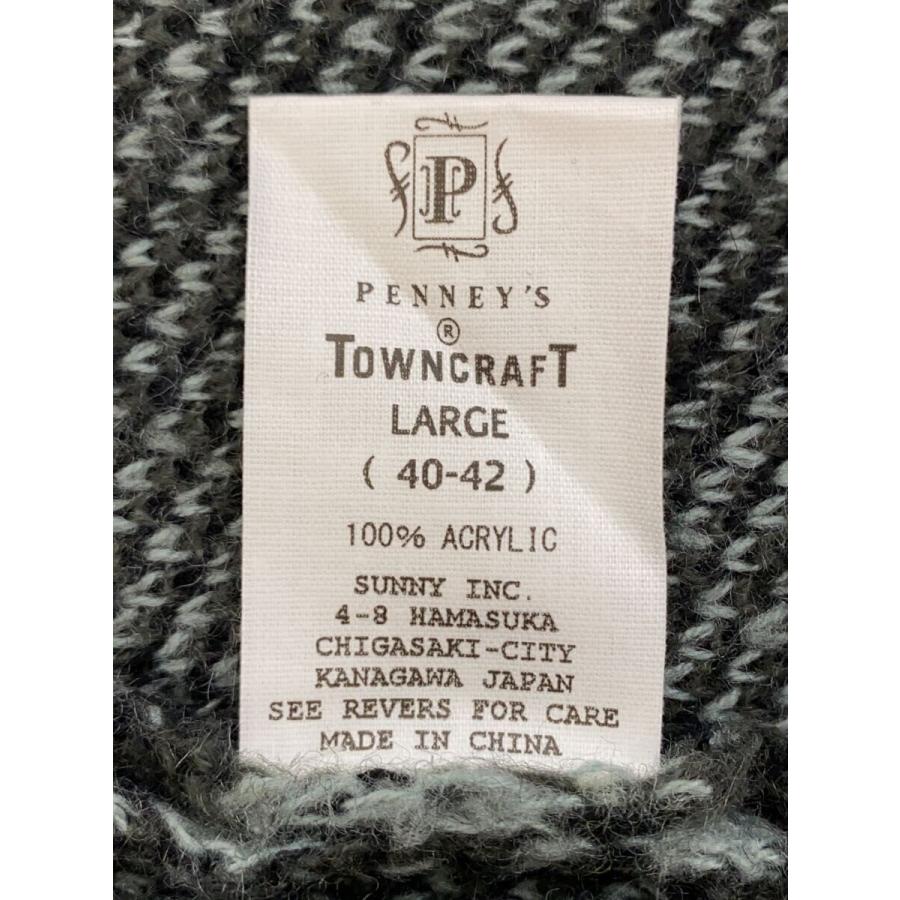 P
PENNEY'S
®
TOWNCRAFT
LARGE
( 40-42 )
100% ACRYLIC
SUNNY INC.
4-8 HAMASUKA
CHIGASAKI-CITY
KANAGAWA JAPAN
SEE REVERS FOR CARE
MADE IN CHINA